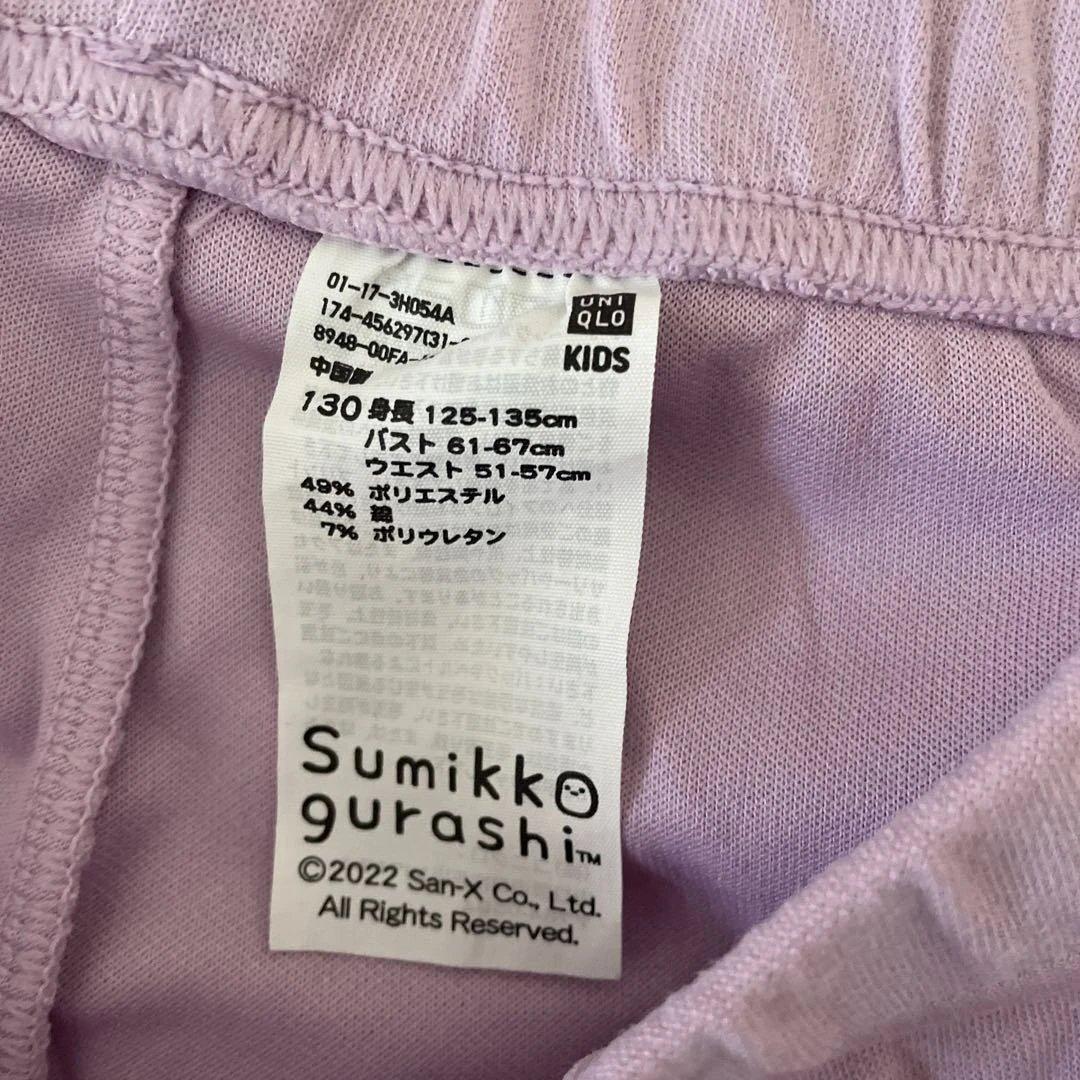 01-17-3H054A
174-456297(31-
8948-00FA-
中国
UNI
QLO
KIDS
130 身長 125-135cm
バスト 61-67cm
ウエスト 51-57cm
49% ポリエステル
44% 綿
7% ポリウレタン
Sumikko
gurashi™
©2022 San-X Co., Ltd.
All Rights Reserved.